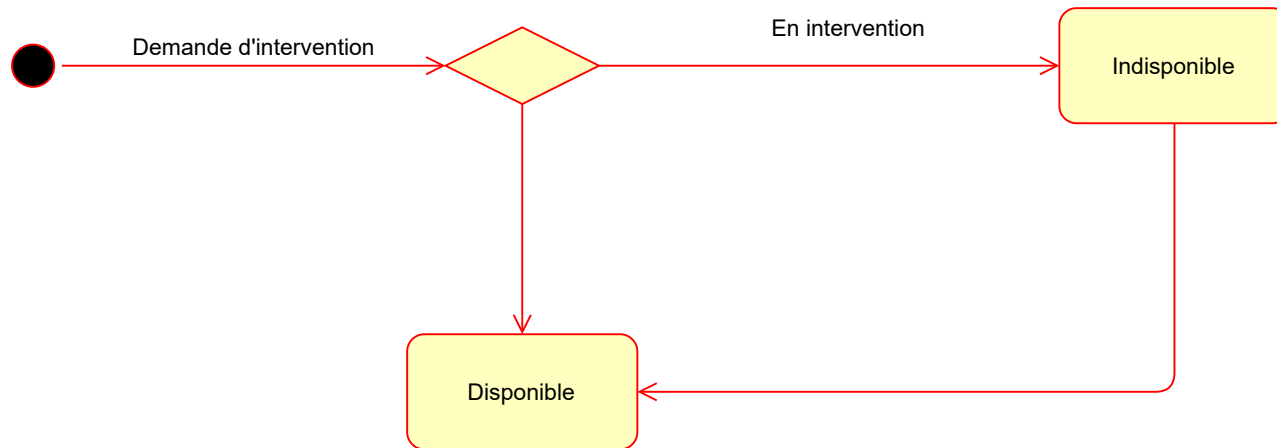 Demande d'intervention
En intervention
Indisponible
Disponible